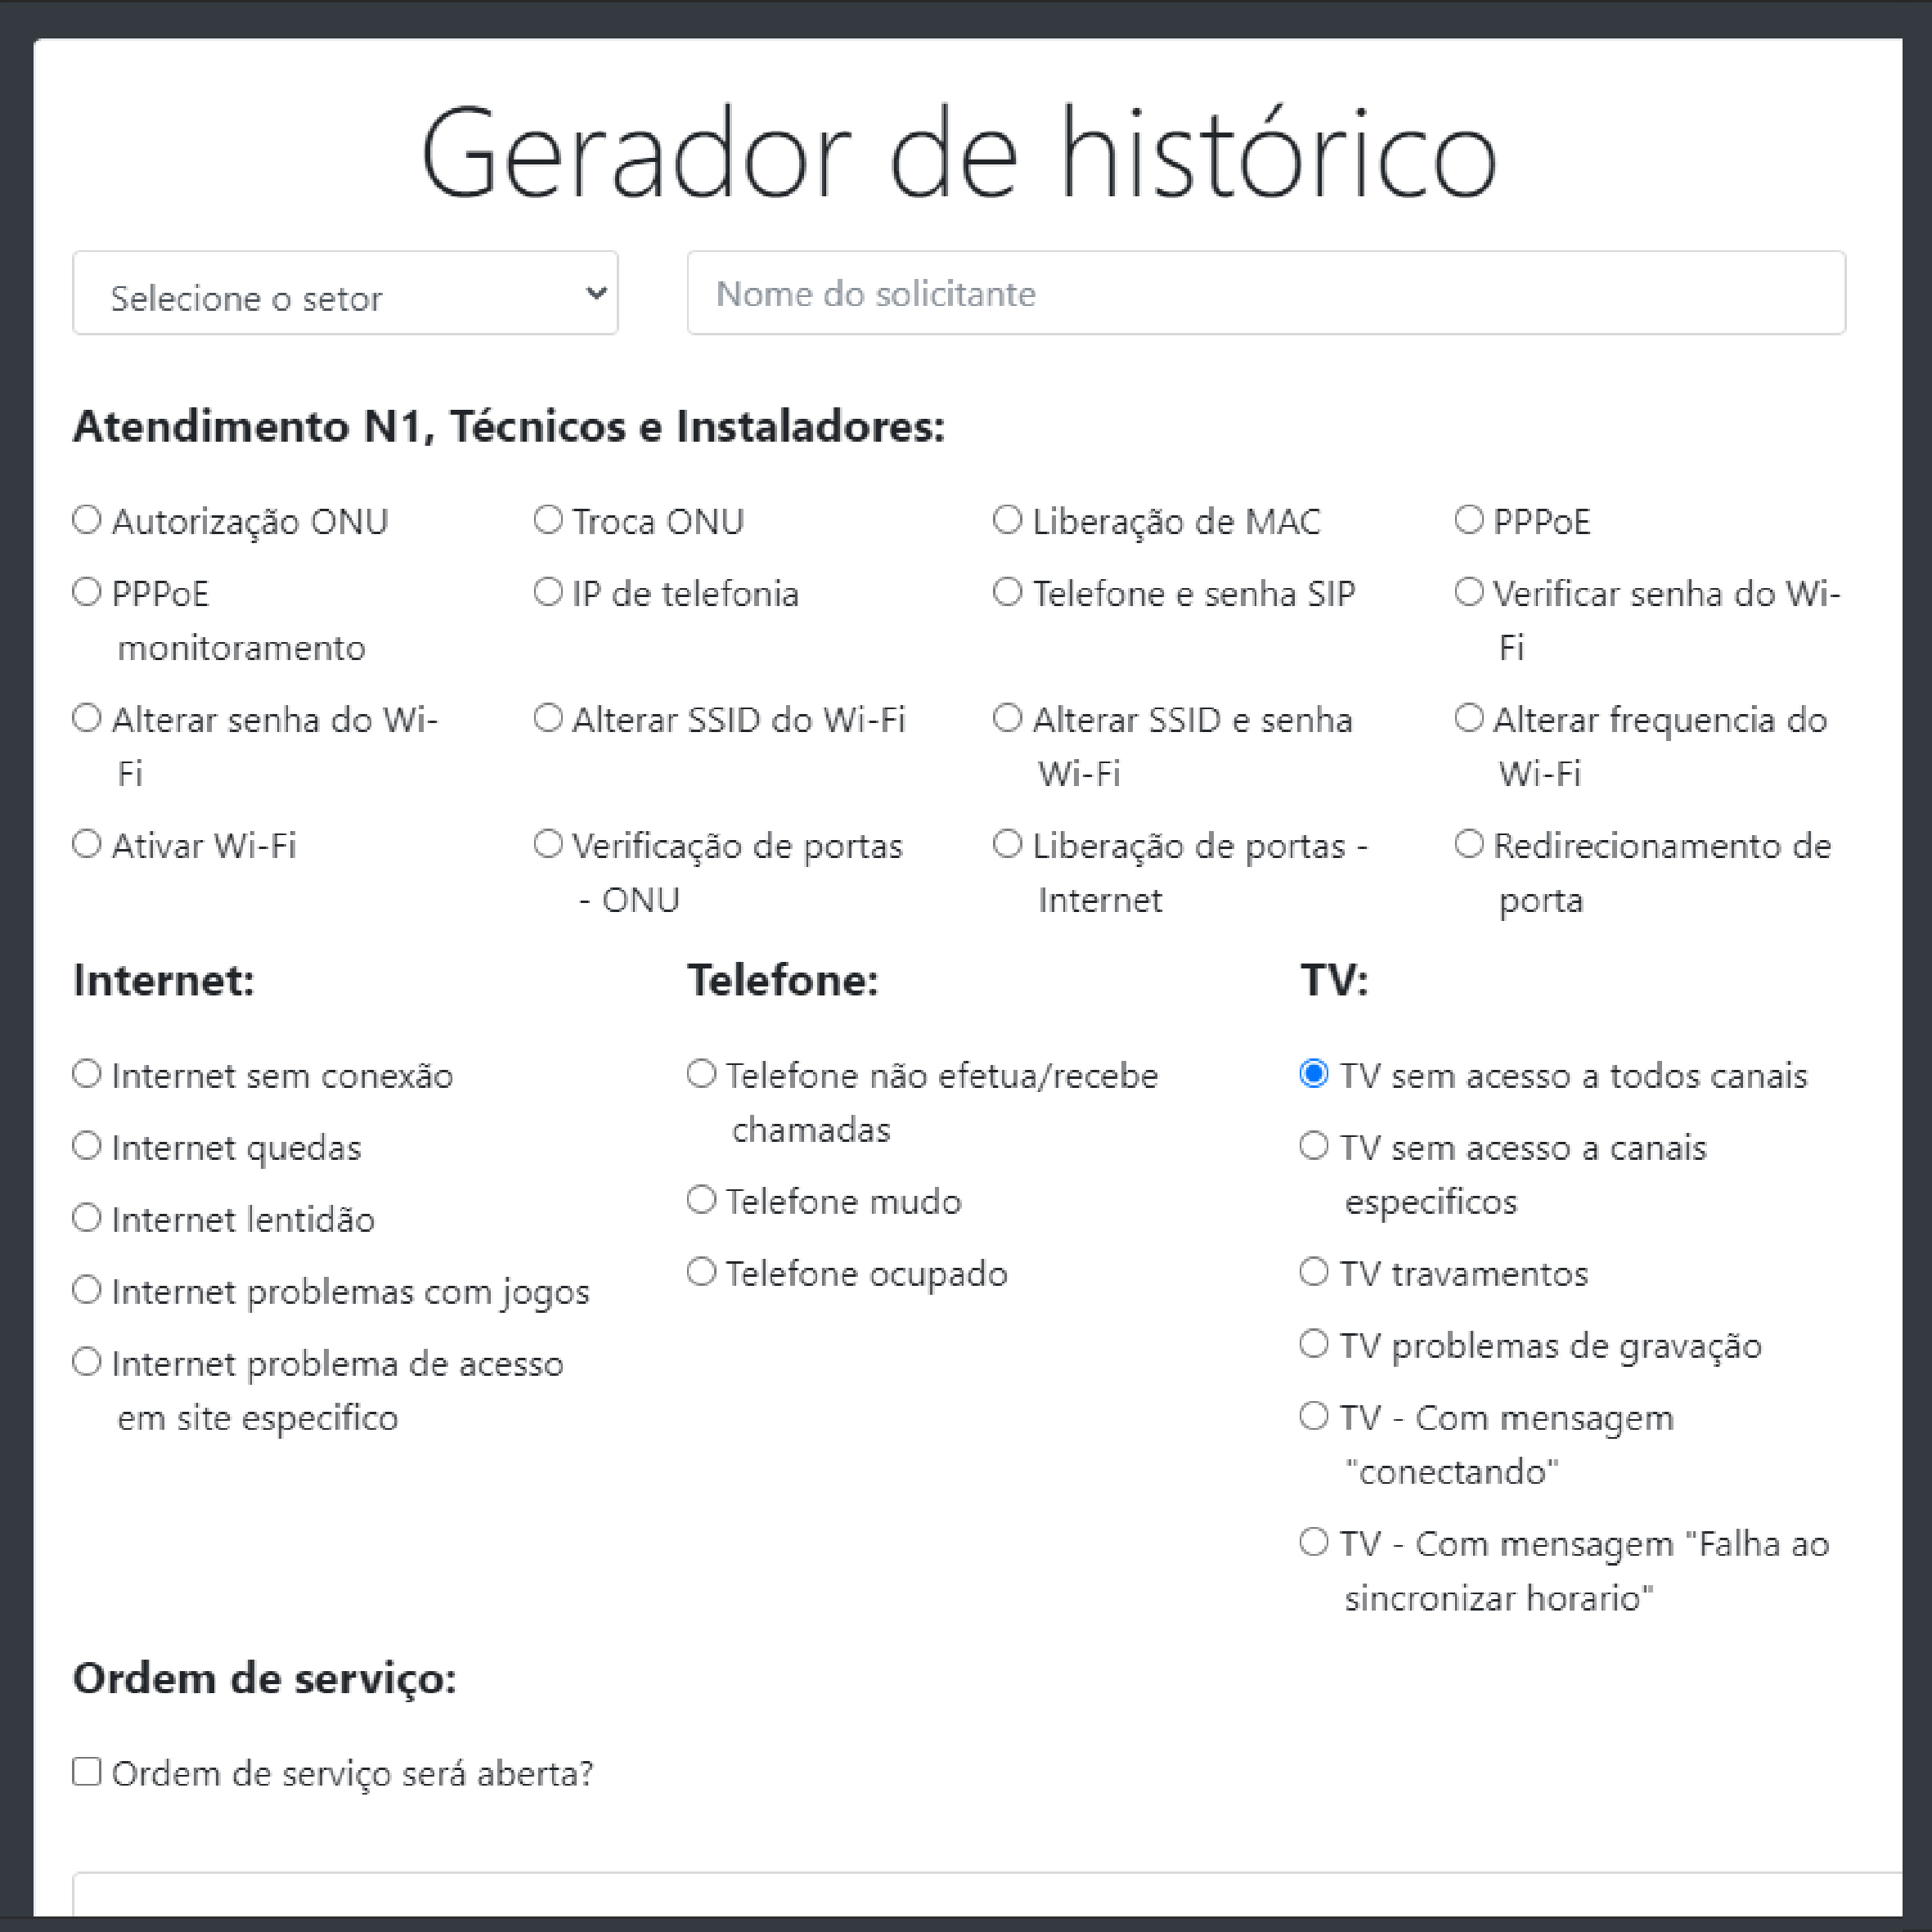 Gerador de histórico
Selecione o setor
Nome do solicitante
Atendimento N1, Técnicos e Instaladores:
Autorização ONU
Troca ONU
Liberação de MAC
PPPoE
PPPoE
monitoramento
IP de telefonia
Telefone e senha SIP
Verificar senha do Wi-
Fi
Alterar senha do Wi-
Fi
Alterar SSID do Wi-Fi
Alterar SSID e senha
Wi-Fi
Alterar frequencia do
Wi-Fi
Ativar Wi-Fi
Verificação de portas
- ONU
Liberação de portas -
Internet
Redirecionamento de
porta
Internet:
Internet sem conexão
Internet quedas
Internet lentidão
Internet problemas com jogos
Internet problema de acesso
em site especifico
Telefone:
Telefone não efetua/recebe
chamadas
Telefone mudo
Telefone ocupado
TV:
TV sem acesso a todos canais
TV sem acesso a canais
especificos
TV travamentos
TV problemas de gravação
TV - Com mensagem
"conectando"
TV - Com mensagem "Falha ao
sincronizar horario"
Ordem de serviço:
Ordem de serviço será aberta?